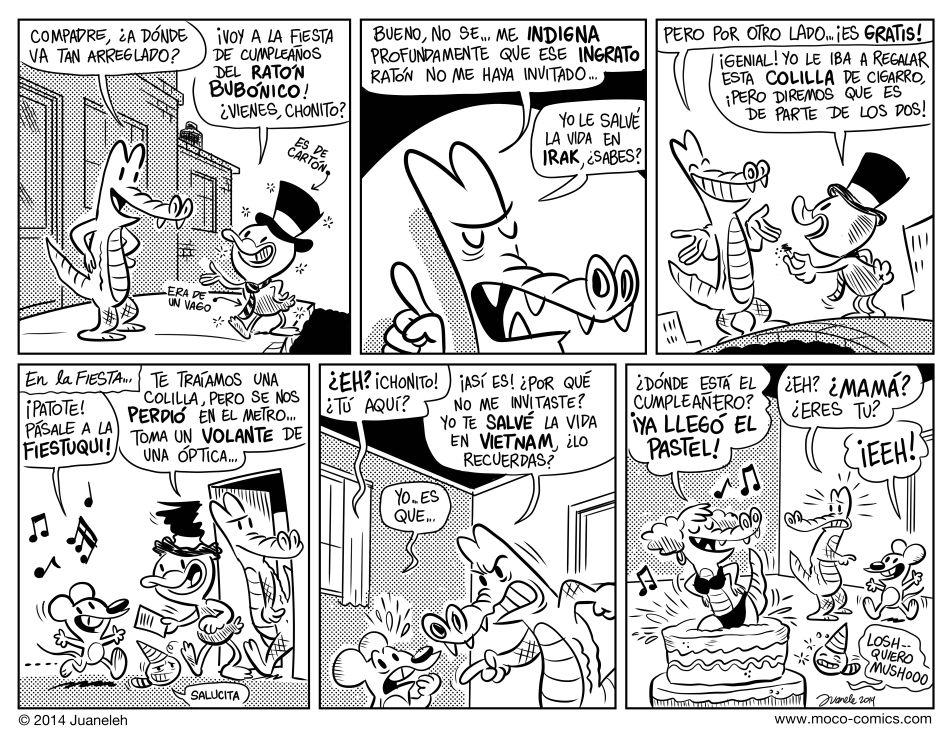 COMPADRE, ¿A DÓNDE
VA TAN ARREGLADO?
¡VOY A LA FIESTA
DE CUMPLEAÑOS
DEL RATÓN
BUBÓNICO!
¿VIENES, CHONITO?
ES DE
CARTÓN
ERA DE
UN VAGO
BUENO, NO SE... ME INDIGNA
PROFUNDAMENTE QUE ESE INGRATO
RATÓN NO ME HAYA INVITADO...
YO LE SALVÉ
LA VIDA EN
IRAK, ¿SABES?
PERO POR OTRO LADO... ¡ES GRATIS!
¡GENIAL! YO LE IBA A REGALAR
ESTA COLILLA DE CIGARRO,
¡PERO DIREMOS QUE ES
DE PARTE DE LOS DOS!
En la FIESTA...
¡PATOTE!
PÁSALE A LA
FIESTUQUI!
TE TRAÍAMOS UNA
COLILLA, PERO SE NOS
PERDIÓ EN EL METRO...
TOMA UN VOLANTE DE
UNA ÓPTICA...
SALUCITA
¿EH? ¡CHONITO!
¿TÚ AQUÍ?
¡ASÍ ES! ¿POR QUÉ
NO ME INVITASTE?
YO TE SALVÉ LA VIDA
EN VIETNAM, ¿LO
RECUERDAS?
YO.. ES
QUE...
¿DÓNDE ESTÁ EL
CUMPLEAÑERO?
¡YA LLEGÓ EL
PASTEL!
¿EH? ¿MAMÁ?
¿ERES TU?
¡EEH!
LOSH--
QUIERO
MUSHOOO
Juanele 2014
© 2014 Juaneleh
www.moco-comics.com